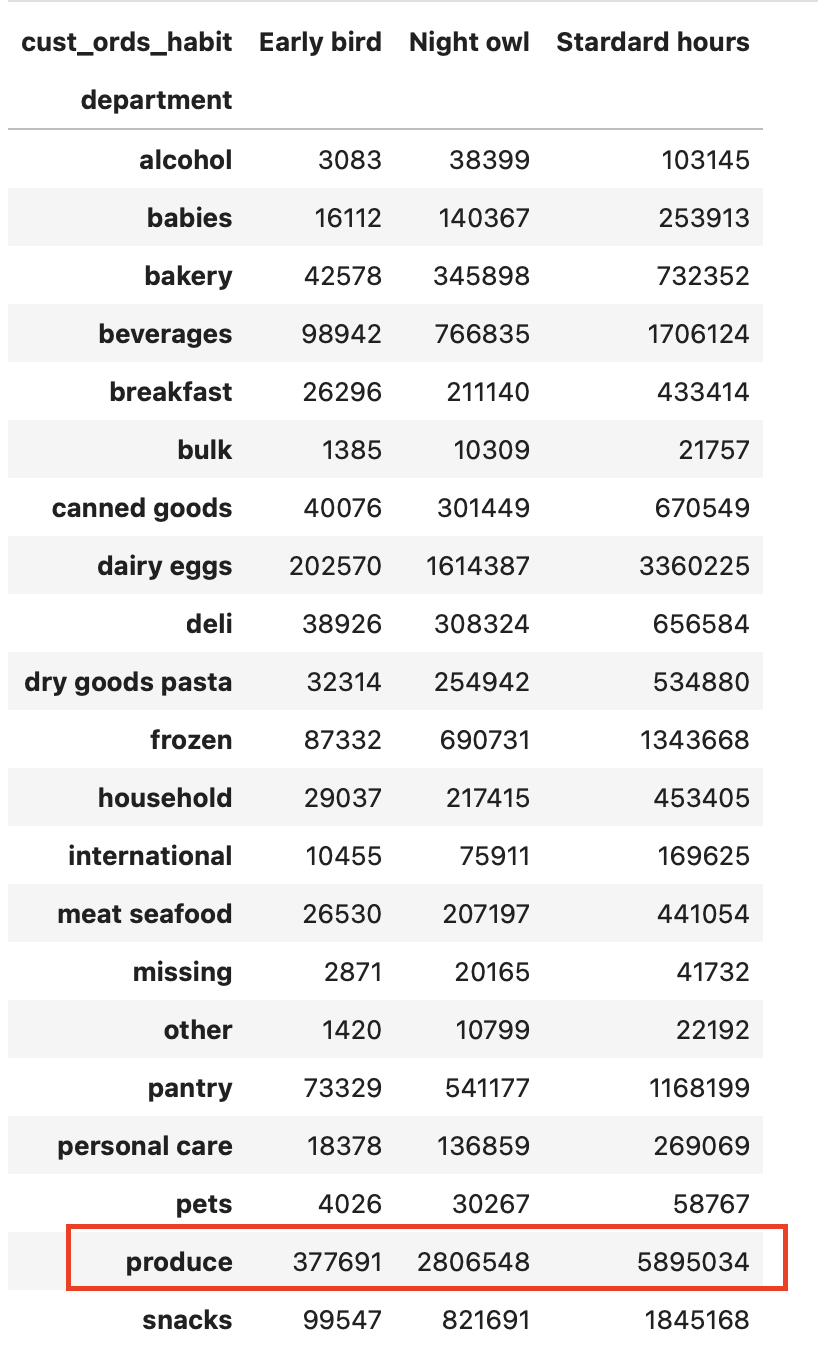 cust_ords_habit Early bird Night owl Stardard hours
department
alcohol 3083 38399 103145
babies 16112 140367 253913
bakery 42578 345898 732352
beverages 98942 766835 1706124
breakfast 26296 211140 433414
bulk 1385 10309 21757
canned goods 40076 301449 670549
dairy eggs 202570 1614387 3360225
deli 38926 308324 656584
dry goods pasta 32314 254942 534880
frozen 87332 690731 1343668
household 29037 217415 453405
international 10455 75911 169625
meat seafood 26530 207197 441054
missing 2871 20165 41732
other 1420 10799 22192
pantry 73329 541177 1168199
personal care 18378 136859 269069
pets 4026 30267 58767
produce 377691 2806548 5895034
snacks 99547 821691 1845168